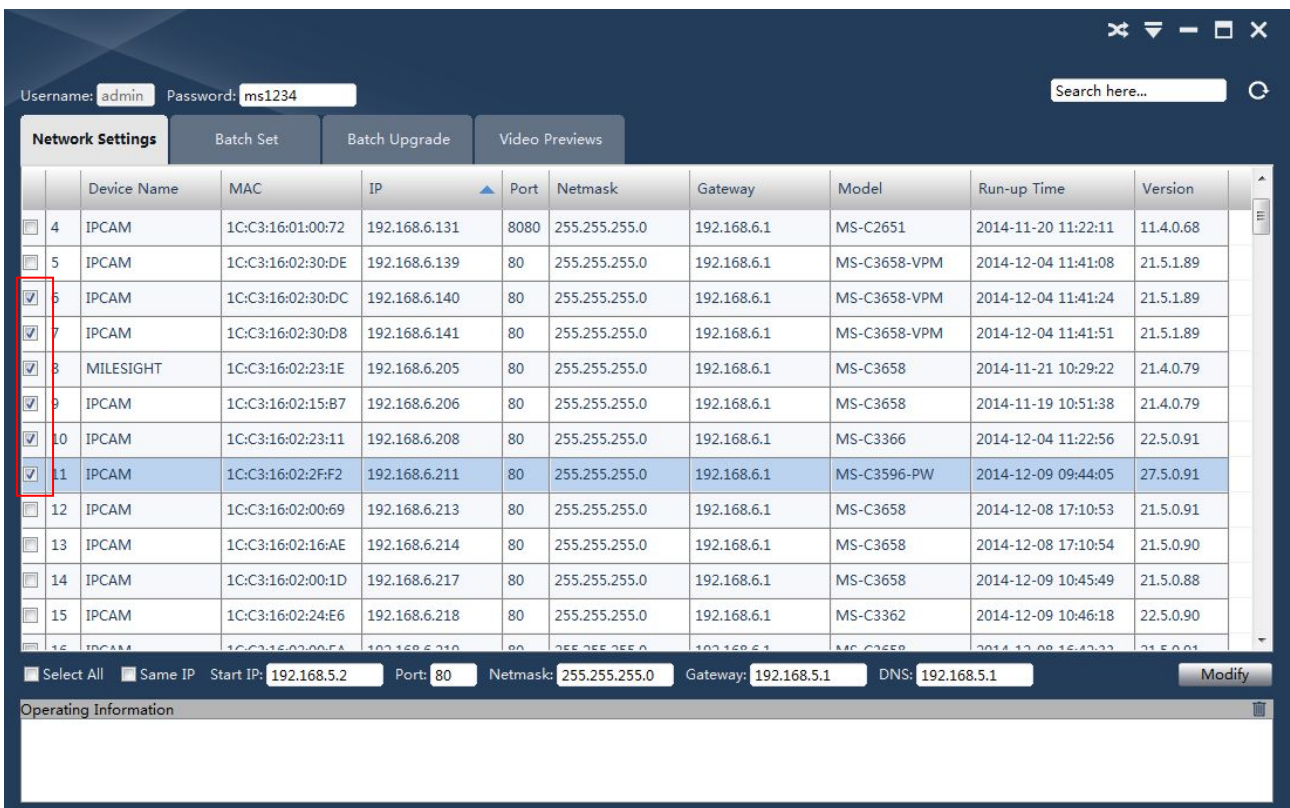 Username: admin Password: ms1234 Search here...
Network Settings Batch Set Batch Upgrade Video Previews
Device Name MAC IP Port Netmask Gateway Model Run-up Time Version
4 IPCAM 1C:C3:16:01:00:72 192.168.6.131 8080 255.255.255.0 192.168.6.1 MS-C2651 2014-11-20 11:22:11 11.4.0.68
5 IPCAM 1C:C3:16:02:30:DE 192.168.6.139 80 255.255.255.0 192.168.6.1 MS-C3658-VPM 2014-12-04 11:41:08 21.5.1.89
6 IPCAM 1C:C3:16:02:30:DC 192.168.6.140 80 255.255.255.0 192.168.6.1 MS-C3658-VPM 2014-12-04 11:41:24 21.5.1.89
7 IPCAM 1C:C3:16:02:30:D8 192.168.6.141 80 255.255.255.0 192.168.6.1 MS-C3658-VPM 2014-12-04 11:41:51 21.5.1.89
8 MILESIGHT 1C:C3:16:02:23:1E 192.168.6.205 80 255.255.255.0 192.168.6.1 MS-C3658 2014-11-21 10:29:22 21.4.0.79
9 IPCAM 1C:C3:16:02:15:B7 192.168.6.206 80 255.255.255.0 192.168.6.1 MS-C3658 2014-11-19 10:51:38 21.4.0.79
10 IPCAM 1C:C3:16:02:23:11 192.168.6.208 80 255.255.255.0 192.168.6.1 MS-C3366 2014-12-04 11:22:56 22.5.0.91
11 IPCAM 1C:C3:16:02:2F:F2 192.168.6.211 80 255.255.255.0 192.168.6.1 MS-C3596-PW 2014-12-09 09:44:05 27.5.0.91
12 IPCAM 1C:C3:16:02:00:69 192.168.6.213 80 255.255.255.0 192.168.6.1 MS-C3658 2014-12-08 17:10:53 21.5.0.91
13 IPCAM 1C:C3:16:02:16:AE 192.168.6.214 80 255.255.255.0 192.168.6.1 MS-C3658 2014-12-08 17:10:54 21.5.0.90
14 IPCAM 1C:C3:16:02:00:1D 192.168.6.217 80 255.255.255.0 192.168.6.1 MS-C3658 2014-12-09 10:45:49 21.5.0.88
15 IPCAM 1C:C3:16:02:24:E6 192.168.6.218 80 255.255.255.0 192.168.6.1 MS-C3362 2014-12-09 10:46:18 22.5.0.90
Select All Same IP Start IP: 192.168.5.2 Port: 80 Netmask: 255.255.255.0 Gateway: 192.168.5.1 DNS: 192.168.5.1 Modify
Operating Information